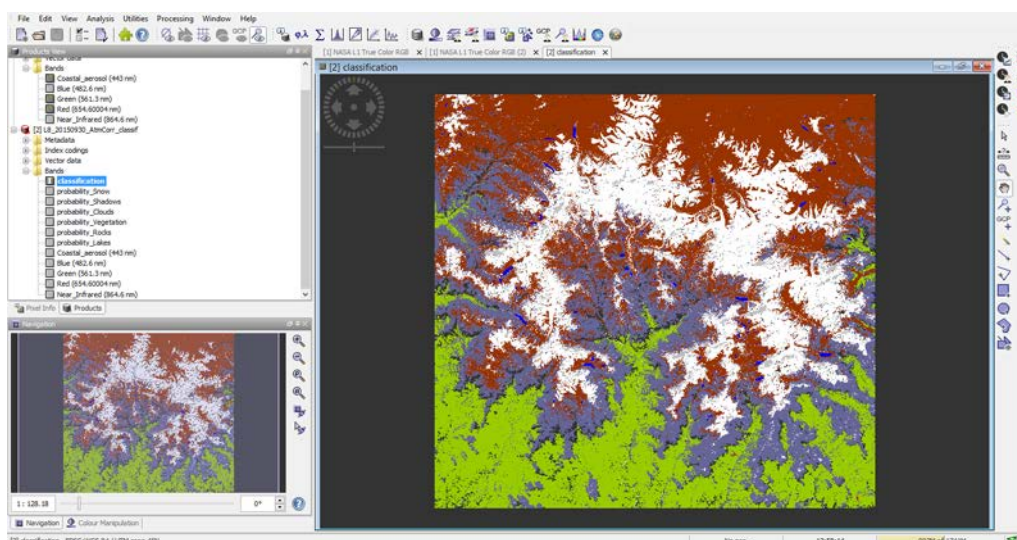 File Edit View Analysis Utilities Processing Window Help
[1] NASA L1 True Color RGB [1] NASA L1 True Color RGB (2) [2] classification
Products View
[2] classification
Vector data
Bands
Coastal_aerosol (443 nm)
Blue (482.6 nm)
Green (561.3 nm)
Red (654.60004 nm)
Near_Infrared (864.6 nm)
[2] L8_20150930_AtmCorr_classif
Metadata
Index codings
Vector data
Bands
classification
probability_Snow
probability_Shadows
probability_Clouds
probability_Vegetation
probability_Rocks
probability_Lakes
Coastal_aerosol (443 nm)
Blue (482.6 nm)
Green (561.3 nm)
Red (654.60004 nm)
Near_Infrared (864.6 nm)
GCP
Pixel Info Products
Navigation
1: 128.18 0°
Navigation Colour Manipulation